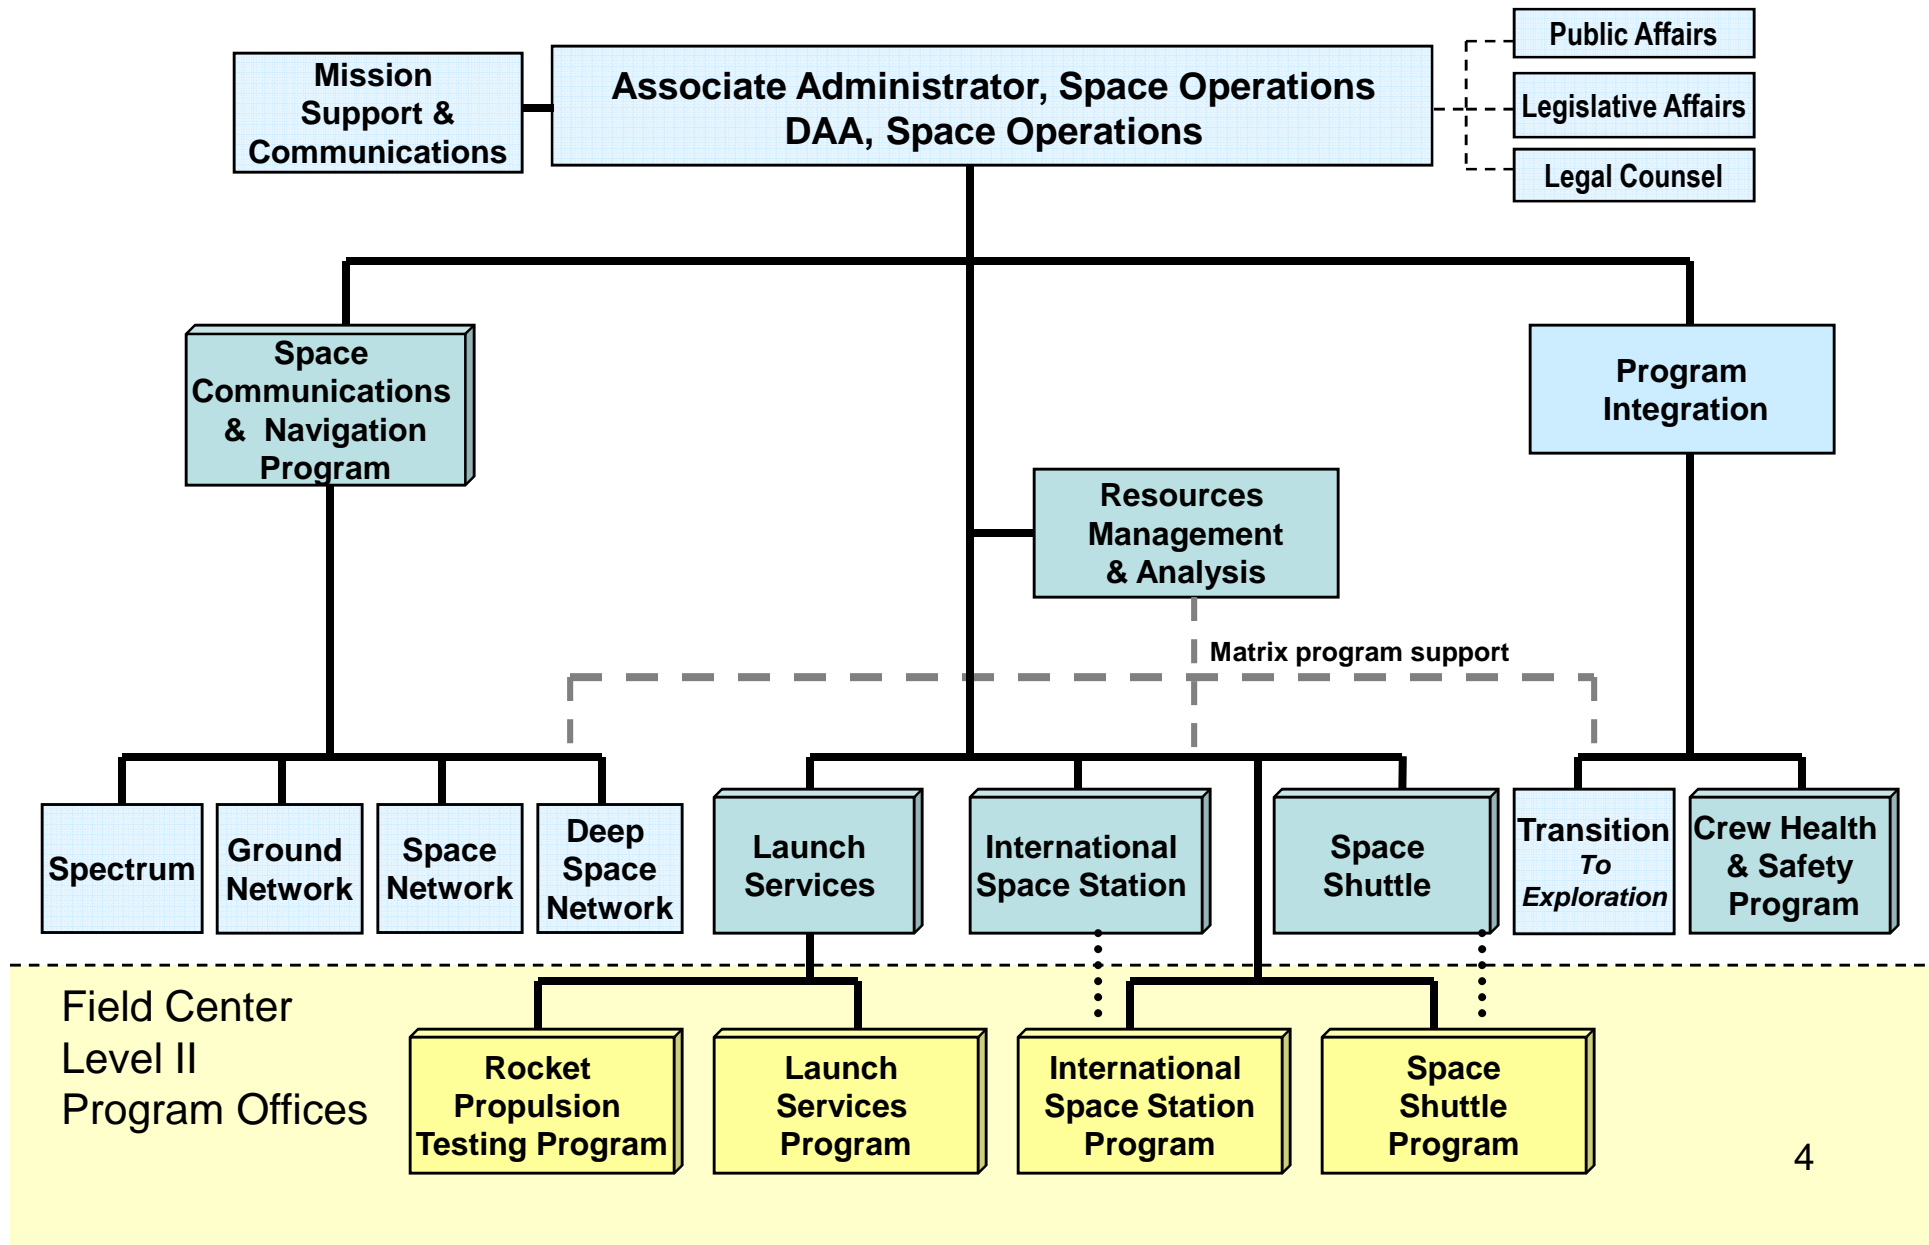 Mission
Support &
Communications
Associate Administrator, Space Operations
DAA, Space Operations
Public Affairs
Legislative Affairs
Legal Counsel
Space
Communications
& Navigation
Program
Program
Integration
Resources
Management
& Analysis
Matrix program support
Spectrum
Ground
Network
Space
Network
Deep
Space
Network
Launch
Services
International
Space Station
Space
Shuttle
Transition
To
Exploration
Crew Health
& Safety
Program
Field Center
Level II
Program Offices
Rocket
Propulsion
Testing Program
Launch
Services
Program
International
Space Station
Program
Space
Shuttle
Program
4